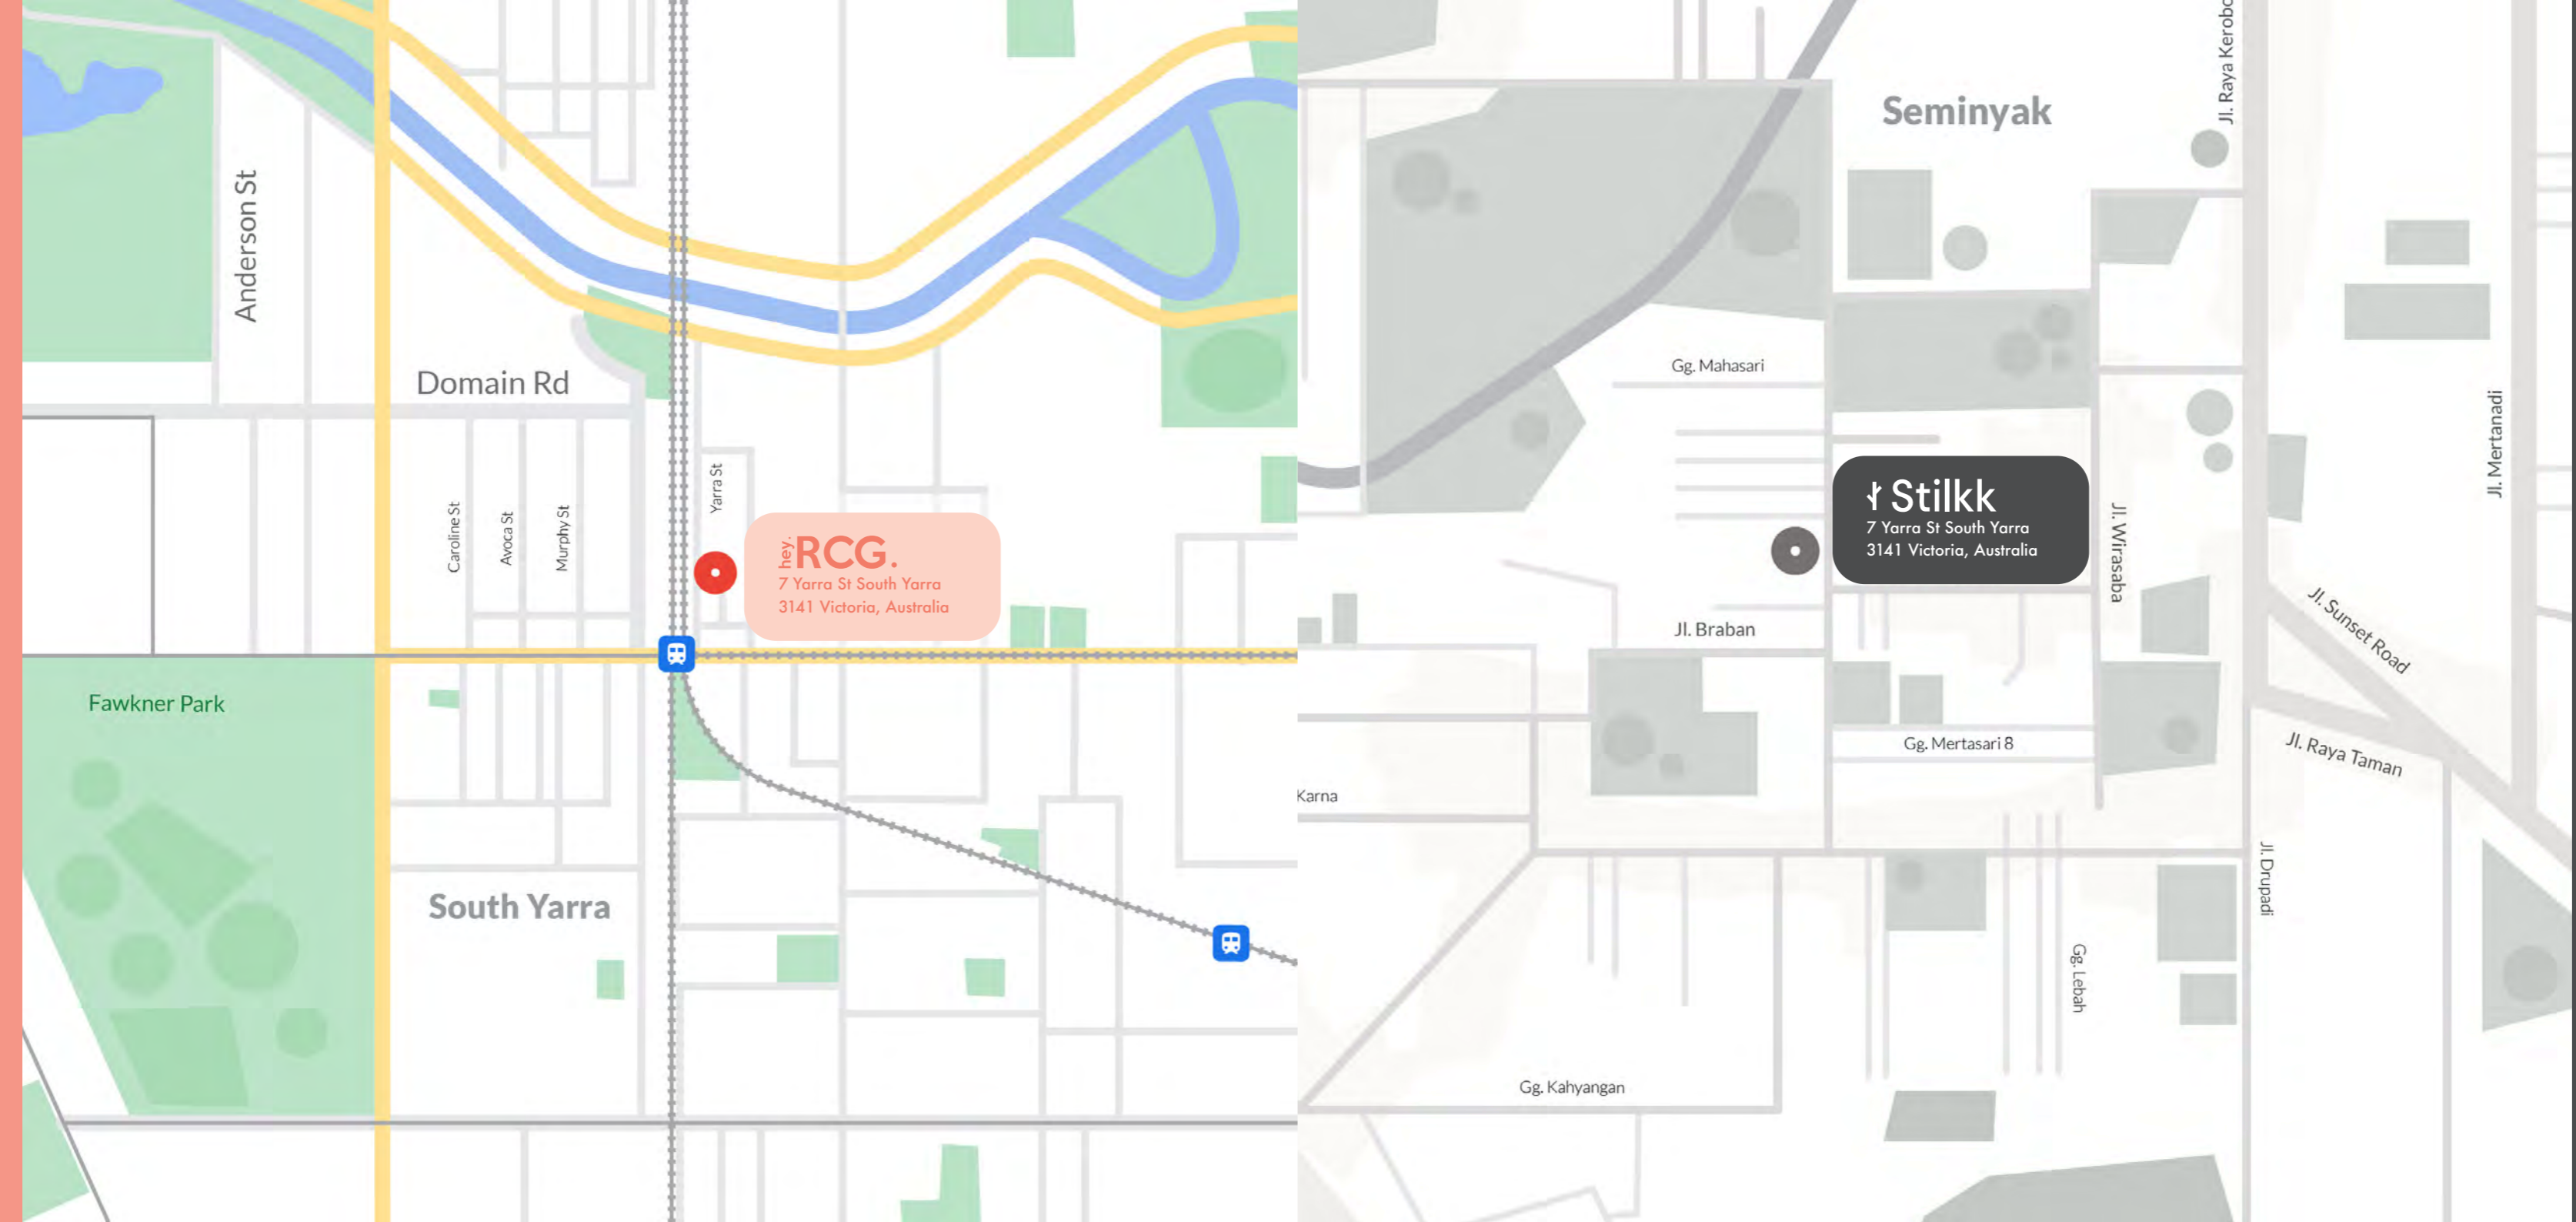 Anderson St
Domain Rd
Caroline St
Avoca St
Murphy St
Yarra St
hey.
RCG.
7 Yarra St South Yarra
3141 Victoria, Australia
Fawkner Park
South Yarra
Seminyak
Jl. Raya Kerobo
Gg. Mahasari
Jl. Mertanadi
Stilkk
7 Yarra St South Yarra
3141 Victoria, Australia
Jl. Wirasaba
Jl. Braban
Jl. Sunset Road
Gg. Mertasari 8
Jl. Raya Taman
Karna
Jl. Drupadi
Gg. Lebah
Gg. Kahyangan